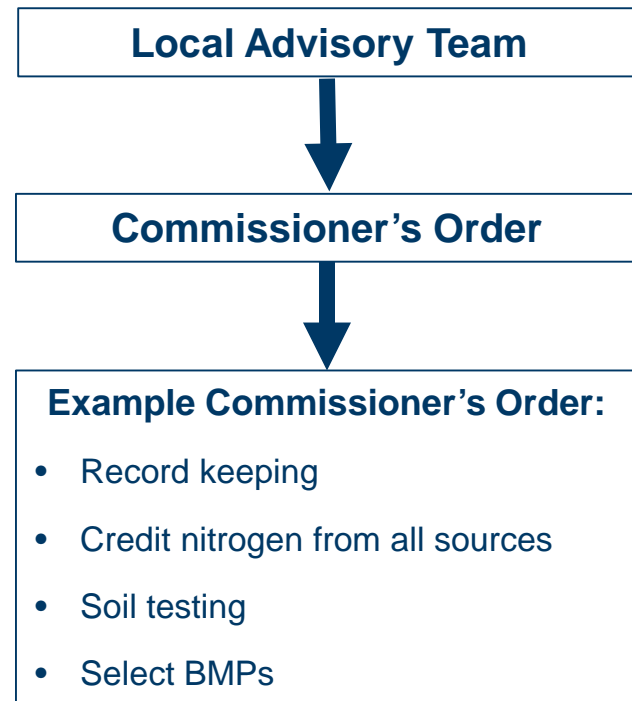 Local Advisory Team
Commissioner’s Order
Example Commissioner’s Order:
• Record keeping
• Credit nitrogen from all sources
• Soil testing
• Select BMPs